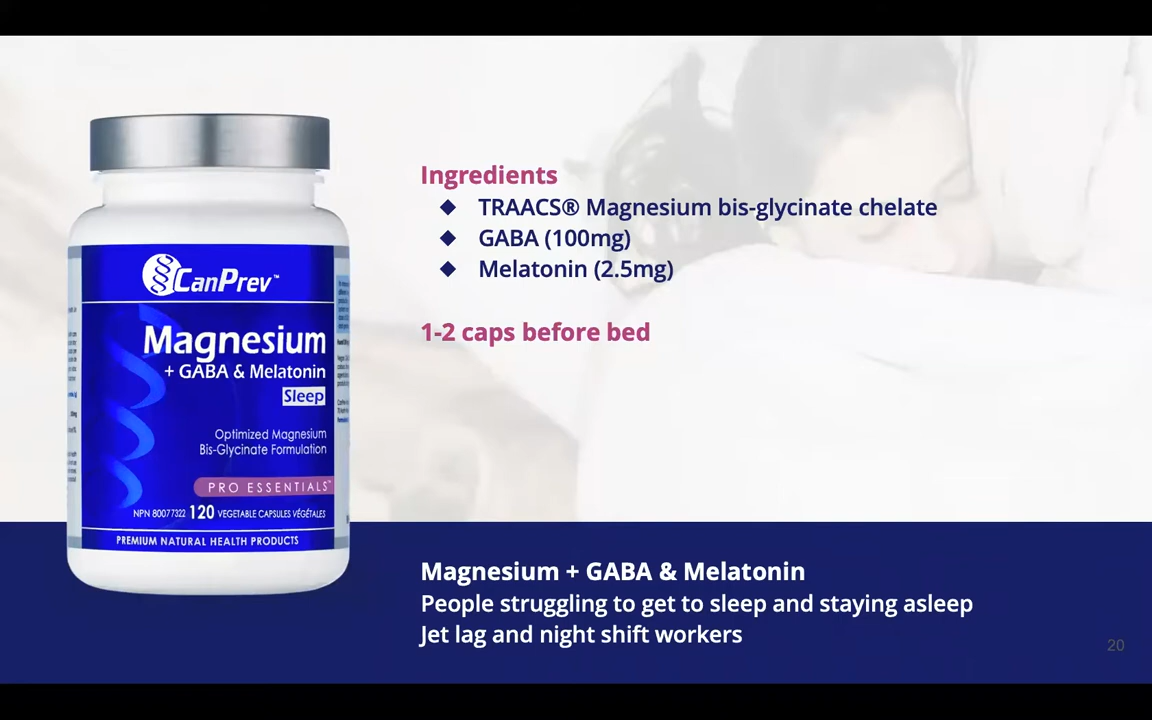 Ingredients
◆ TRAACS® Magnesium bis-glycinate chelate
◆ GABA (100mg)
◆ Melatonin (2.5mg)
1-2 caps before bed
CanPrev™
Magnesium
+ GABA & Melatonin
Sleep
Optimized Magnesium
Bis-Glycinate Formulation
PRO ESSENTIALS™
NPN 80077322 120 VEGETABLE CAPSULES VÉGÉTALES
PREMIUM NATURAL HEALTH PRODUCTS
Magnesium + GABA & Melatonin
People struggling to get to sleep and staying asleep
Jet lag and night shift workers
20